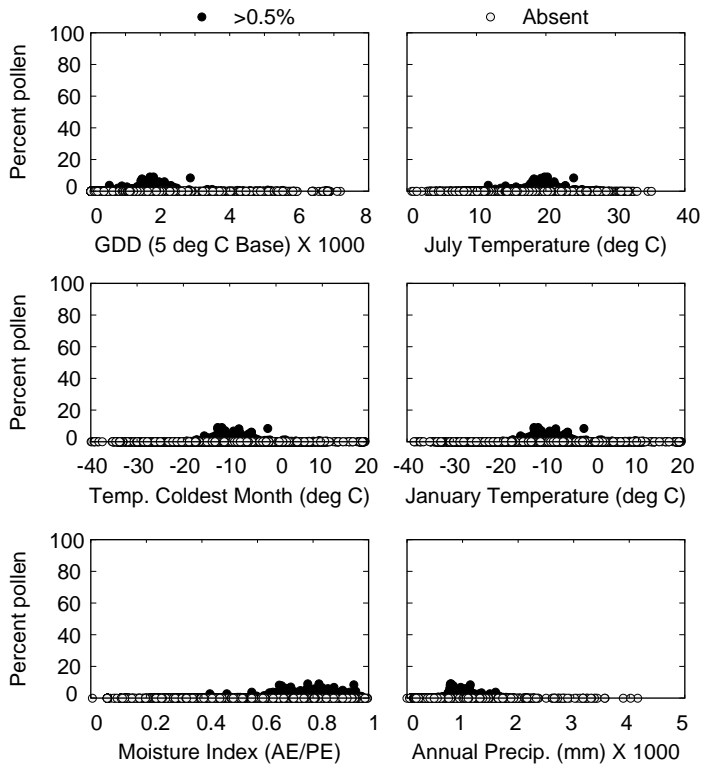 >0.5% Absent
Percent pollen
100
80
60
40
20
0
0 2 4 6 8
GDD (5 deg C Base) X 1000
0 10 20 30 40
July Temperature (deg C)
Percent pollen
100
80
60
40
20
0
-40 -30 -20 -10 0 10 20
Temp. Coldest Month (deg C)
-40 -30 -20 -10 0 10 20
January Temperature (deg C)
Percent pollen
100
80
60
40
20
0
0 0.2 0.4 0.6 0.8 1
Moisture Index (AE/PE)
0 1 2 3 4 5
Annual Precip. (mm) X 1000